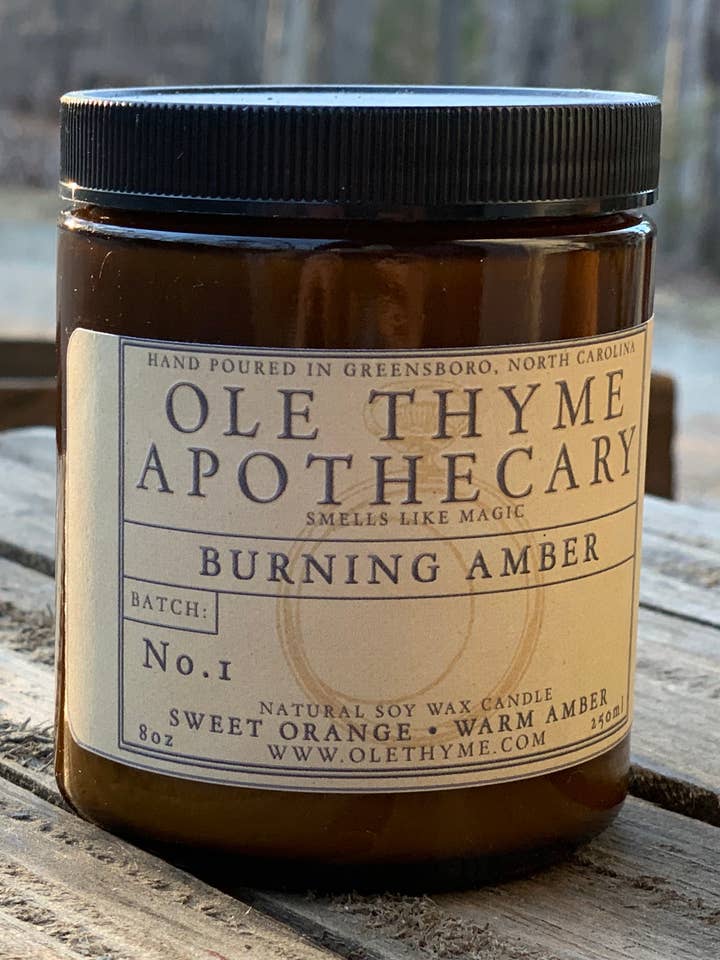 HAND POURED IN GREENSBORO, NORTH CAROLINA
OLE THYME
APOTHECARY
SMELLS LIKE MAGIC
BURNING AMBER
BATCH:
No.1
NATURAL SOY WAX CANDLE
SWEET ORANGE • WARM AMBER
8oz WWW.OLETHYME.COM 250ml